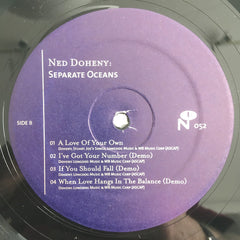 NED DOHENY:
SEPARATE OCEANS
SIDE B
N 052
01 A Love Of Your Own
02 I've Got Your Number (Demo)
03 If You Should Fall (Demo)
04 When Love Hangs In The Balance (Demo)